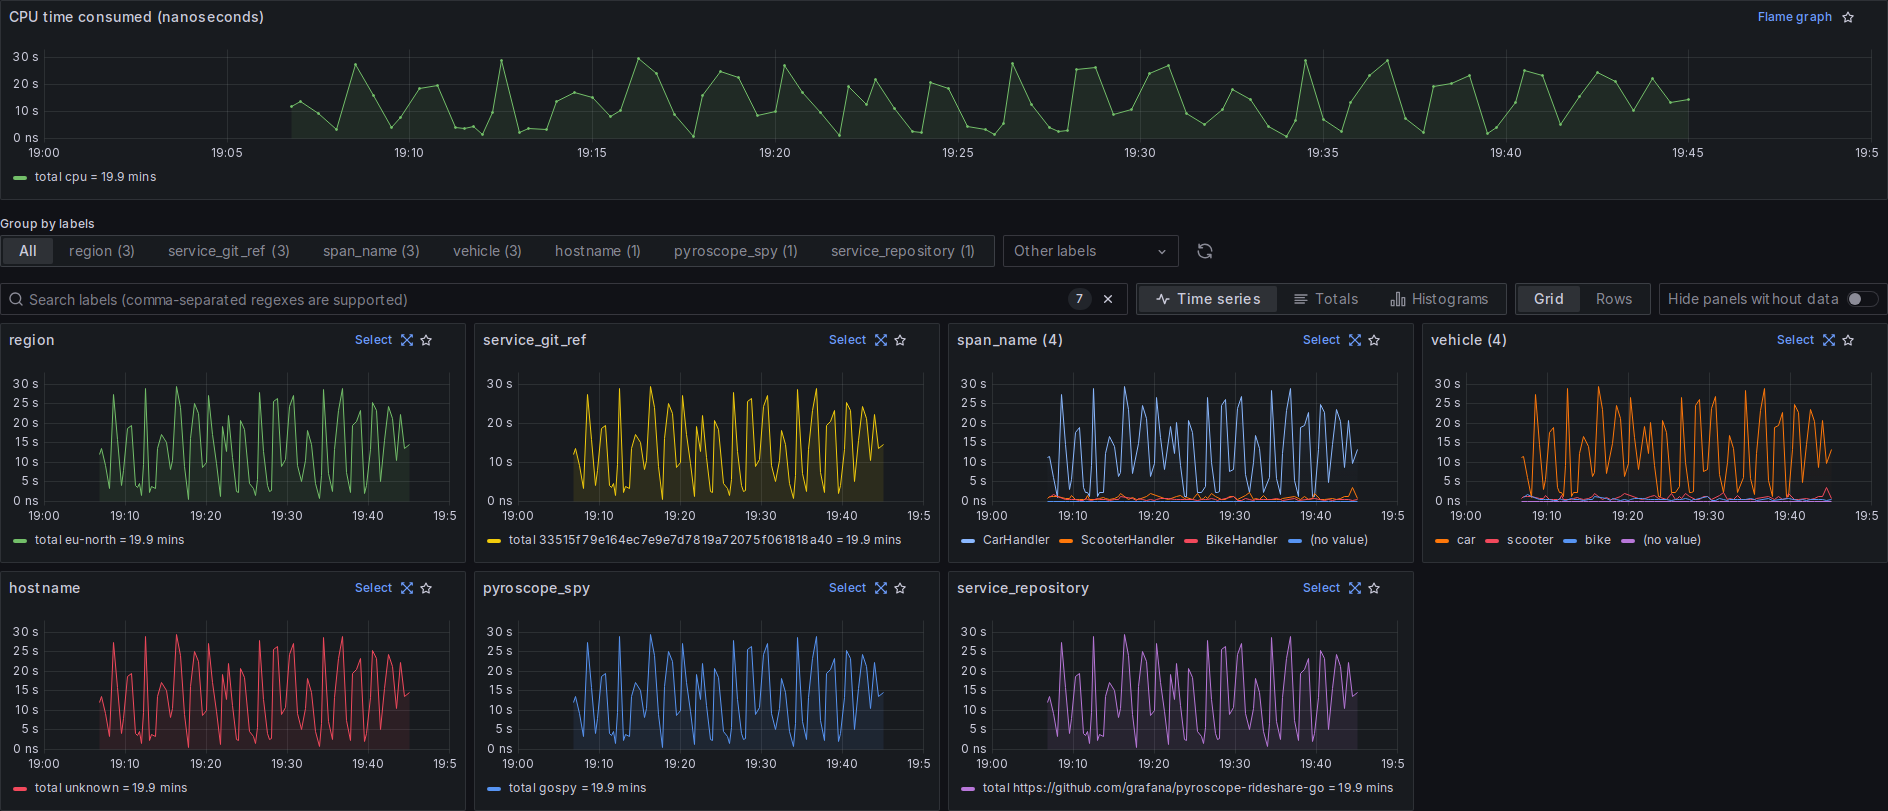 CPU time consumed (nanoseconds)
Flame graph
30 s
20 s
10 s
0 ns
19:00 19:05 19:10 19:15 19:20 19:25 19:30 19:35 19:40 19:45 19:5
total cpu = 19.9 mins
Group by labels
All region (3) service_git_ref (3) span_name (3) vehicle (3) hostname (1) pyroscope_spy (1) service_repository (1) Other labels
Search labels (comma-separated regexes are supported) 7 Time series Totals Histograms Grid Rows Hide panels without data
region Select
30 s
25 s
20 s
15 s
10 s
5 s
0 ns
19:00 19:10 19:20 19:30 19:40 19:5
total eu-north = 19.9 mins
service_git_ref Select
30 s
20 s
10 s
0 ns
19:00 19:10 19:20 19:30 19:40 19:5
total 33515f79e164ec7e9e7d7819a72075f061818a40 = 19.9 mins
span_name (4) Select
30 s
25 s
20 s
15 s
10 s
5 s
0 ns
19:00 19:10 19:20 19:30 19:40 19:5
CarHandler ScooterHandler BikeHandler (no value)
vehicle (4) Select
30 s
25 s
20 s
15 s
10 s
5 s
0 ns
19:00 19:10 19:20 19:30 19:40 19:5
car scooter bike (no value)
hostname Select
30 s
25 s
20 s
15 s
10 s
5 s
0 ns
19:00 19:10 19:20 19:30 19:40 19:5
total unknown = 19.9 mins
pyroscope_spy Select
30 s
25 s
20 s
15 s
10 s
5 s
0 ns
19:00 19:10 19:20 19:30 19:40 19:5
total gospy = 19.9 mins
service_repository Select
30 s
25 s
20 s
15 s
10 s
5 s
0 ns
19:00 19:10 19:20 19:30 19:40 19:5
total https://github.com/grafana/pyroscope-rideshare-go = 19.9 mins